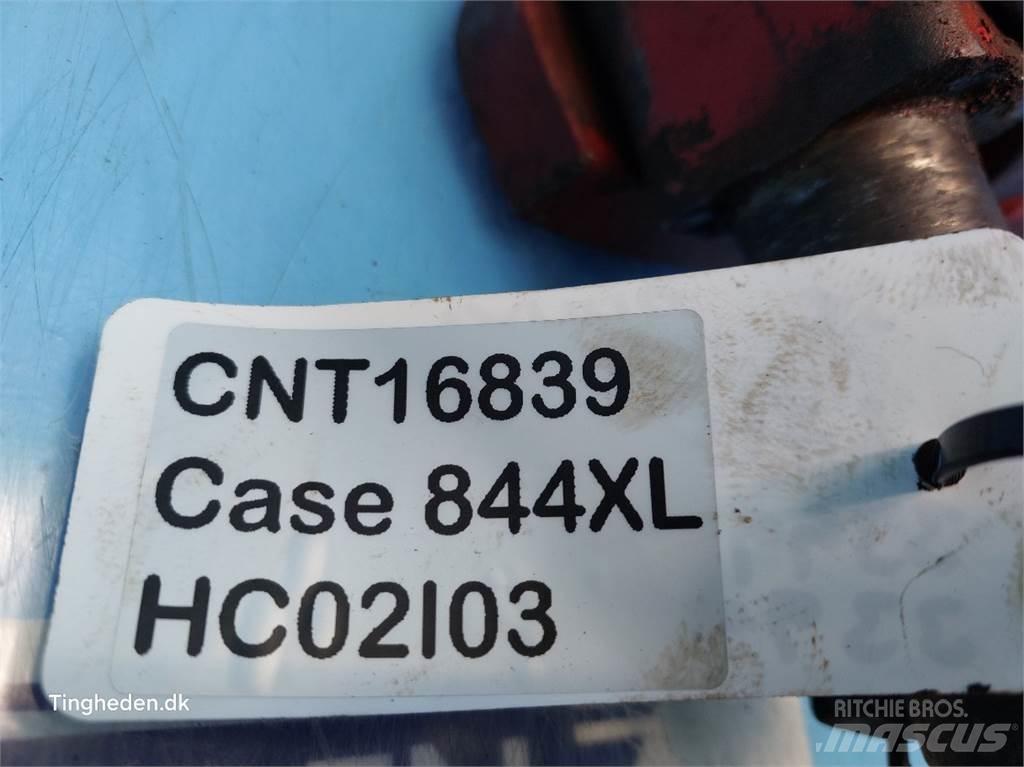 CNT16839
Case 844XL
HC02I03
Tingheden.dk
RITCHIE BROS.
MASCUS